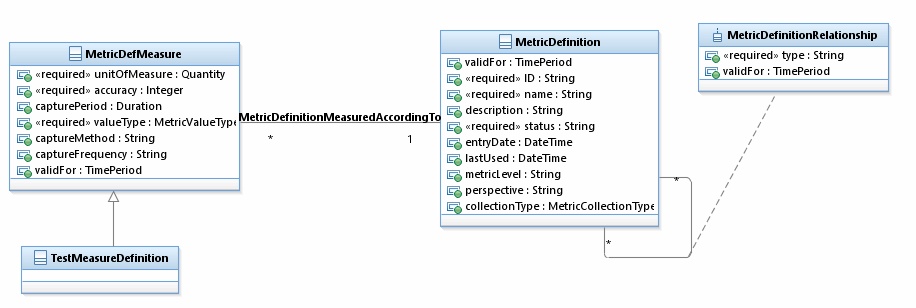 MetricDefMeasure
«required» unitOfMeasure : Quantity
«required» accuracy : Integer
capturePeriod : Duration
«required» valueType : MetricValueType
captureMethod : String
captureFrequency : String
validFor : TimePeriod
TestMeasureDefinition
MetricDefinitionMeasuredAccordingTo
*
1
MetricDefinition
validFor : TimePeriod
«required» ID : String
«required» name : String
description : String
«required» status : String
entryDate : DateTime
lastUsed : DateTime
metricLevel : String
perspective : String
collectionType : MetricCollectionType
*
*
MetricDefinitionRelationship
«required» type : String
validFor : TimePeriod